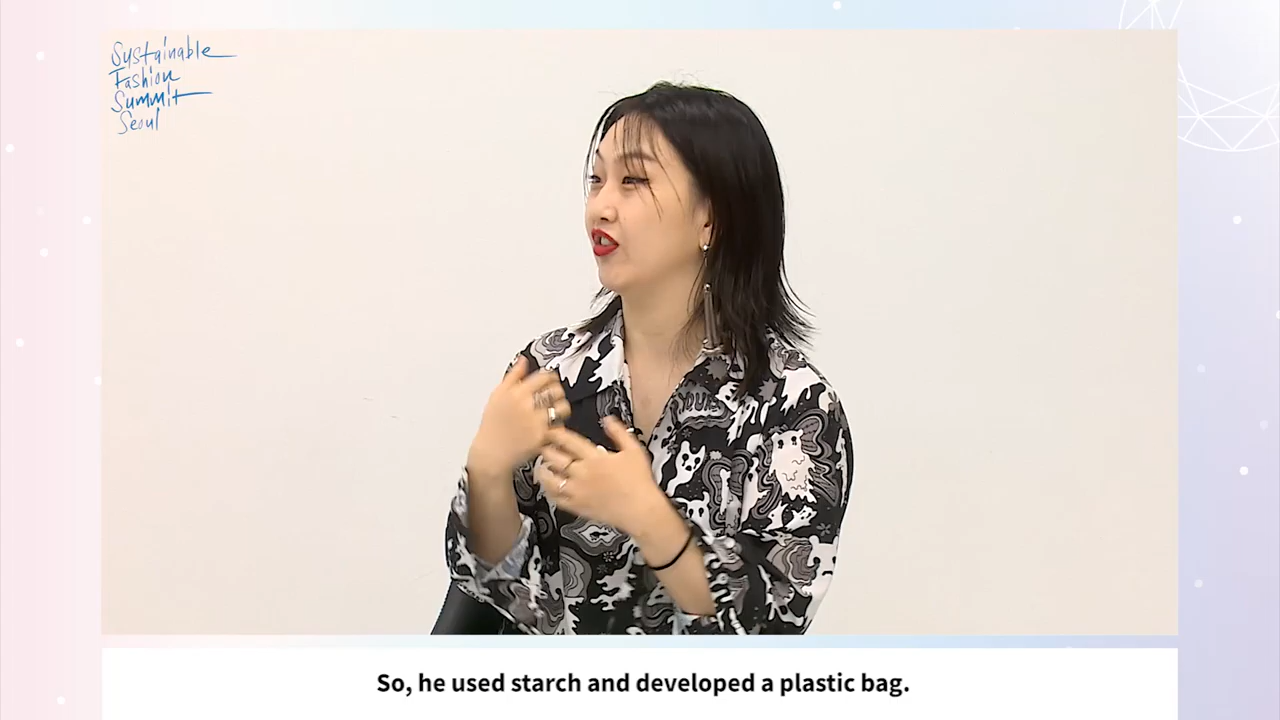 Sustainable
Fashion
Summit
Seoul
So, he used starch and developed a plastic bag.